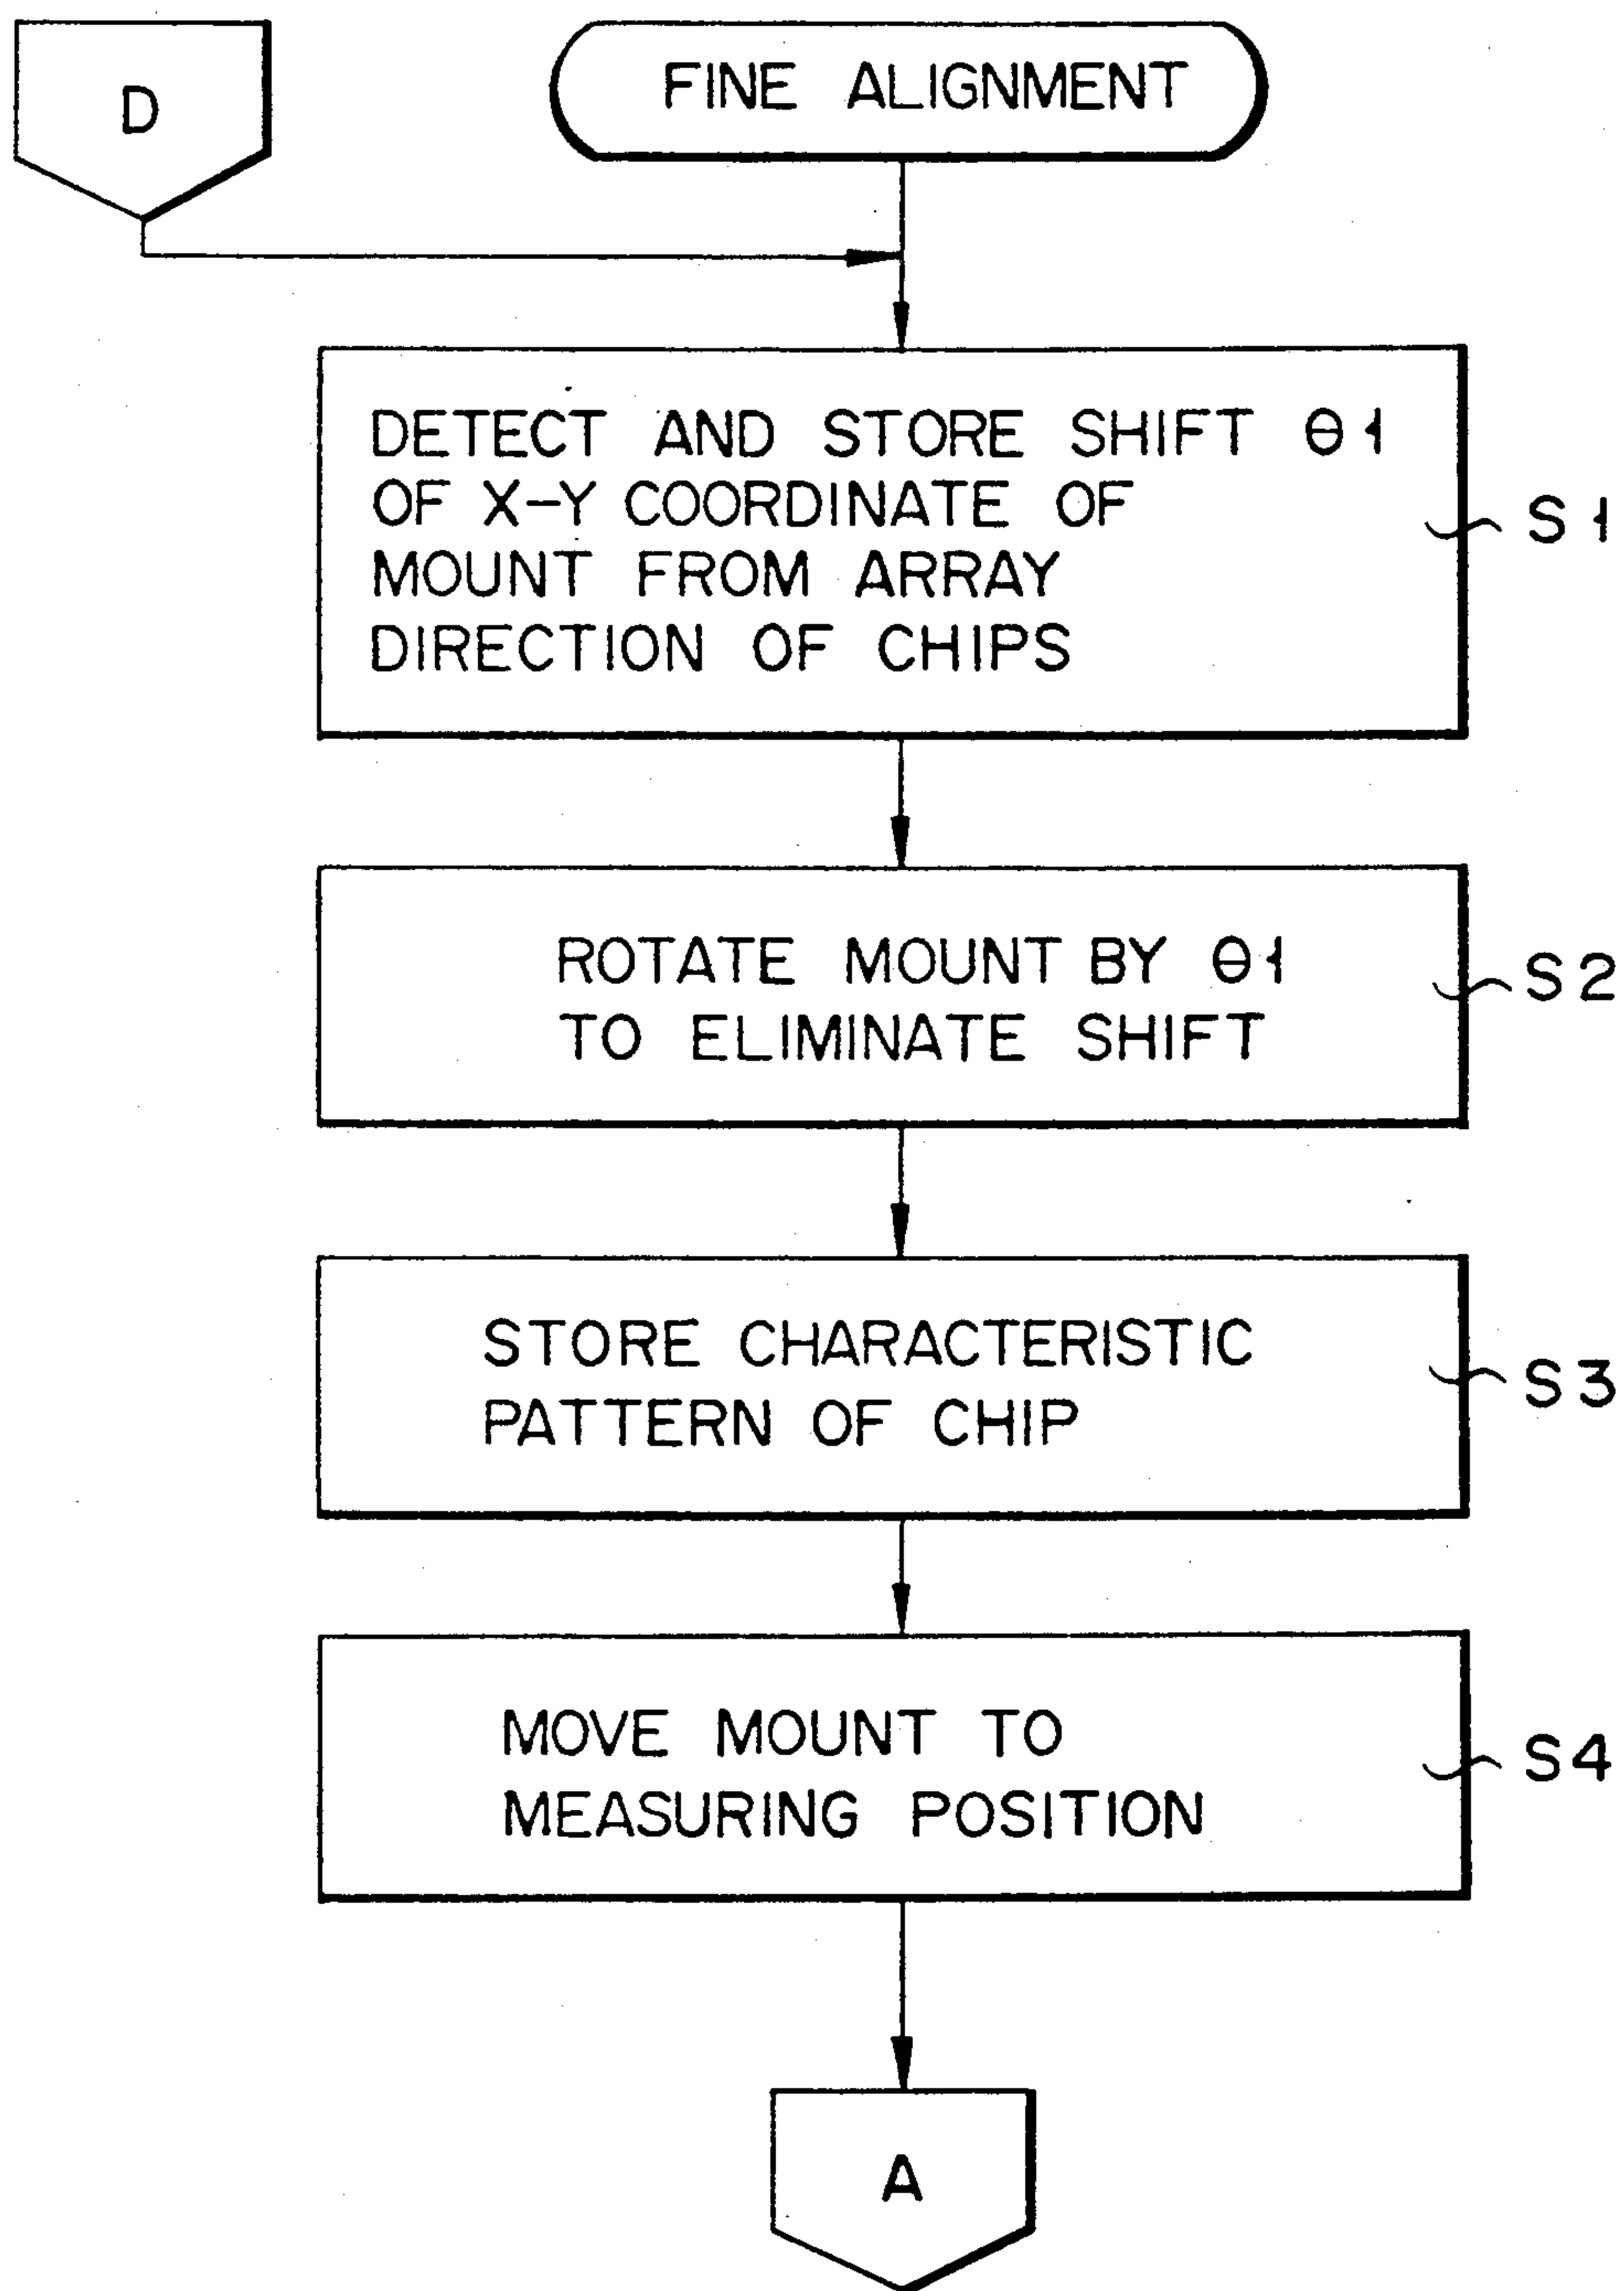 D
FINE ALIGNMENT
DETECT AND STORE SHIFT θ1
OF X-Y COORDINATE OF
MOUNT FROM ARRAY
DIRECTION OF CHIPS
S1
ROTATE MOUNT BY θ1
TO ELIMINATE SHIFT
S2
STORE CHARACTERISTIC
PATTERN OF CHIP
S3
MOVE MOUNT TO
MEASURING POSITION
S4
A